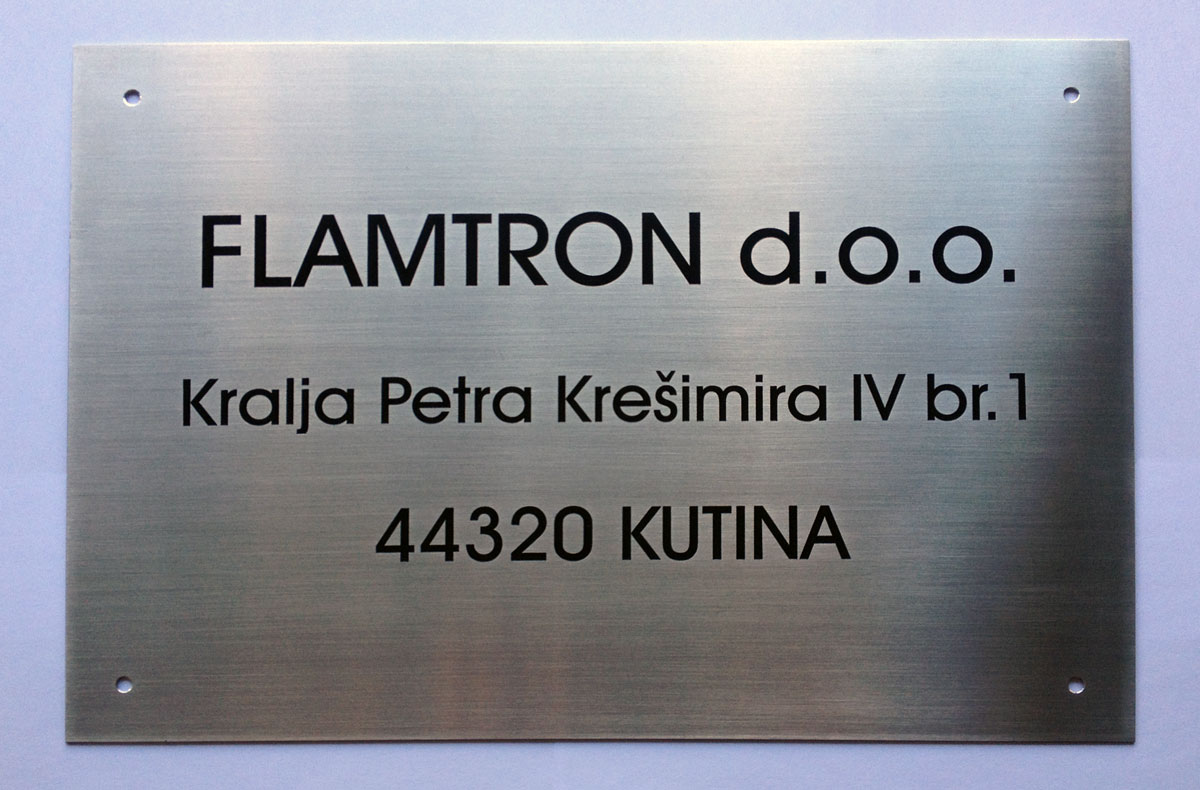 FLAMTRON d.o.o.
Kralja Petra Krešimira IV br.1
44320 KUTINA